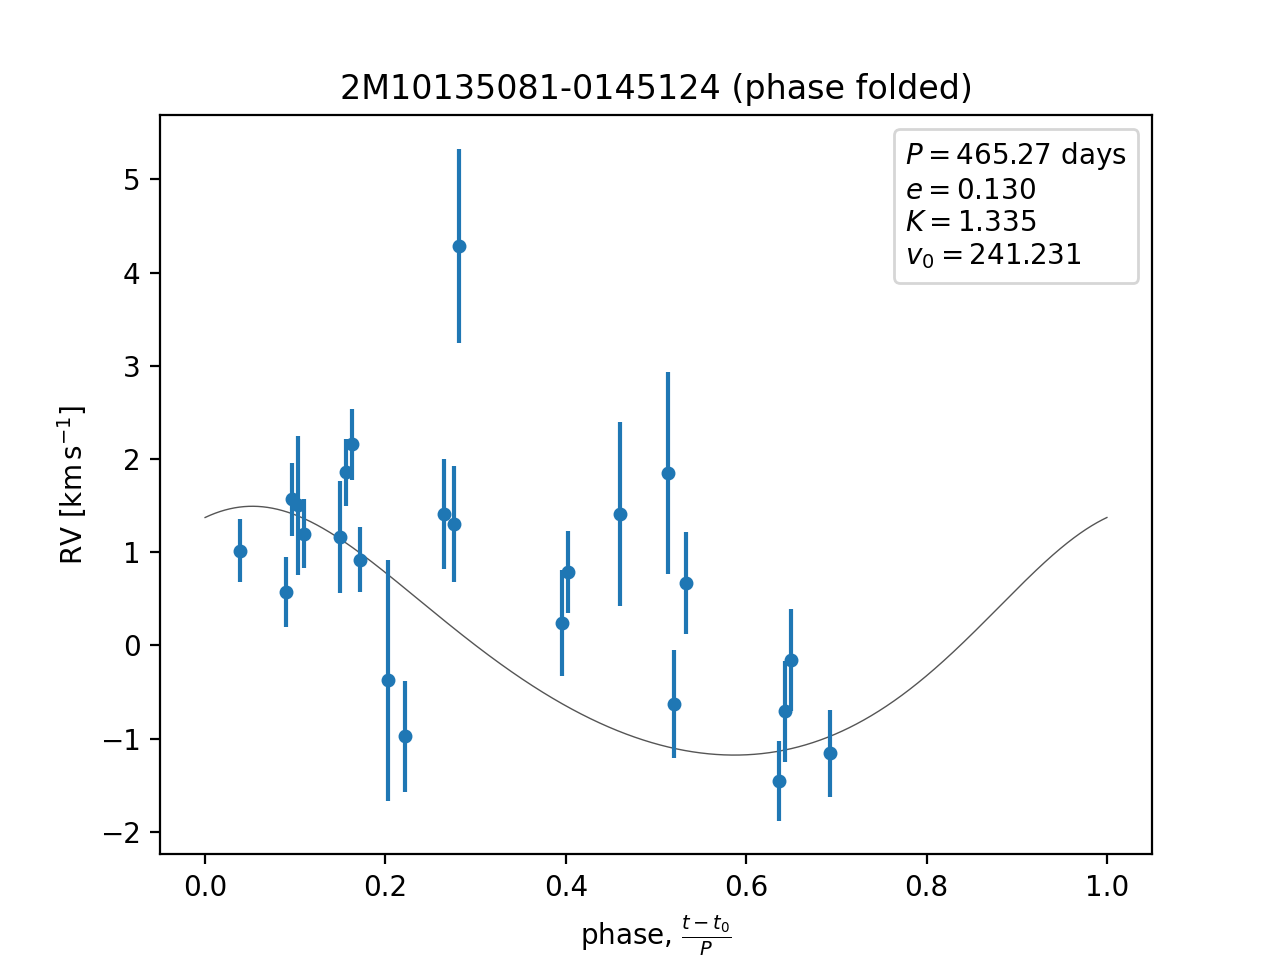 2M10135081-0145124 (phase folded)
P = 465.27 days
e = 0.130
K = 1.335
v₀ = 241.231
RV [km s⁻¹]
5
4
3
2
1
0
−1
−2
0.0 0.2 0.4 0.6 0.8 1.0
phase, (t − t₀)/P